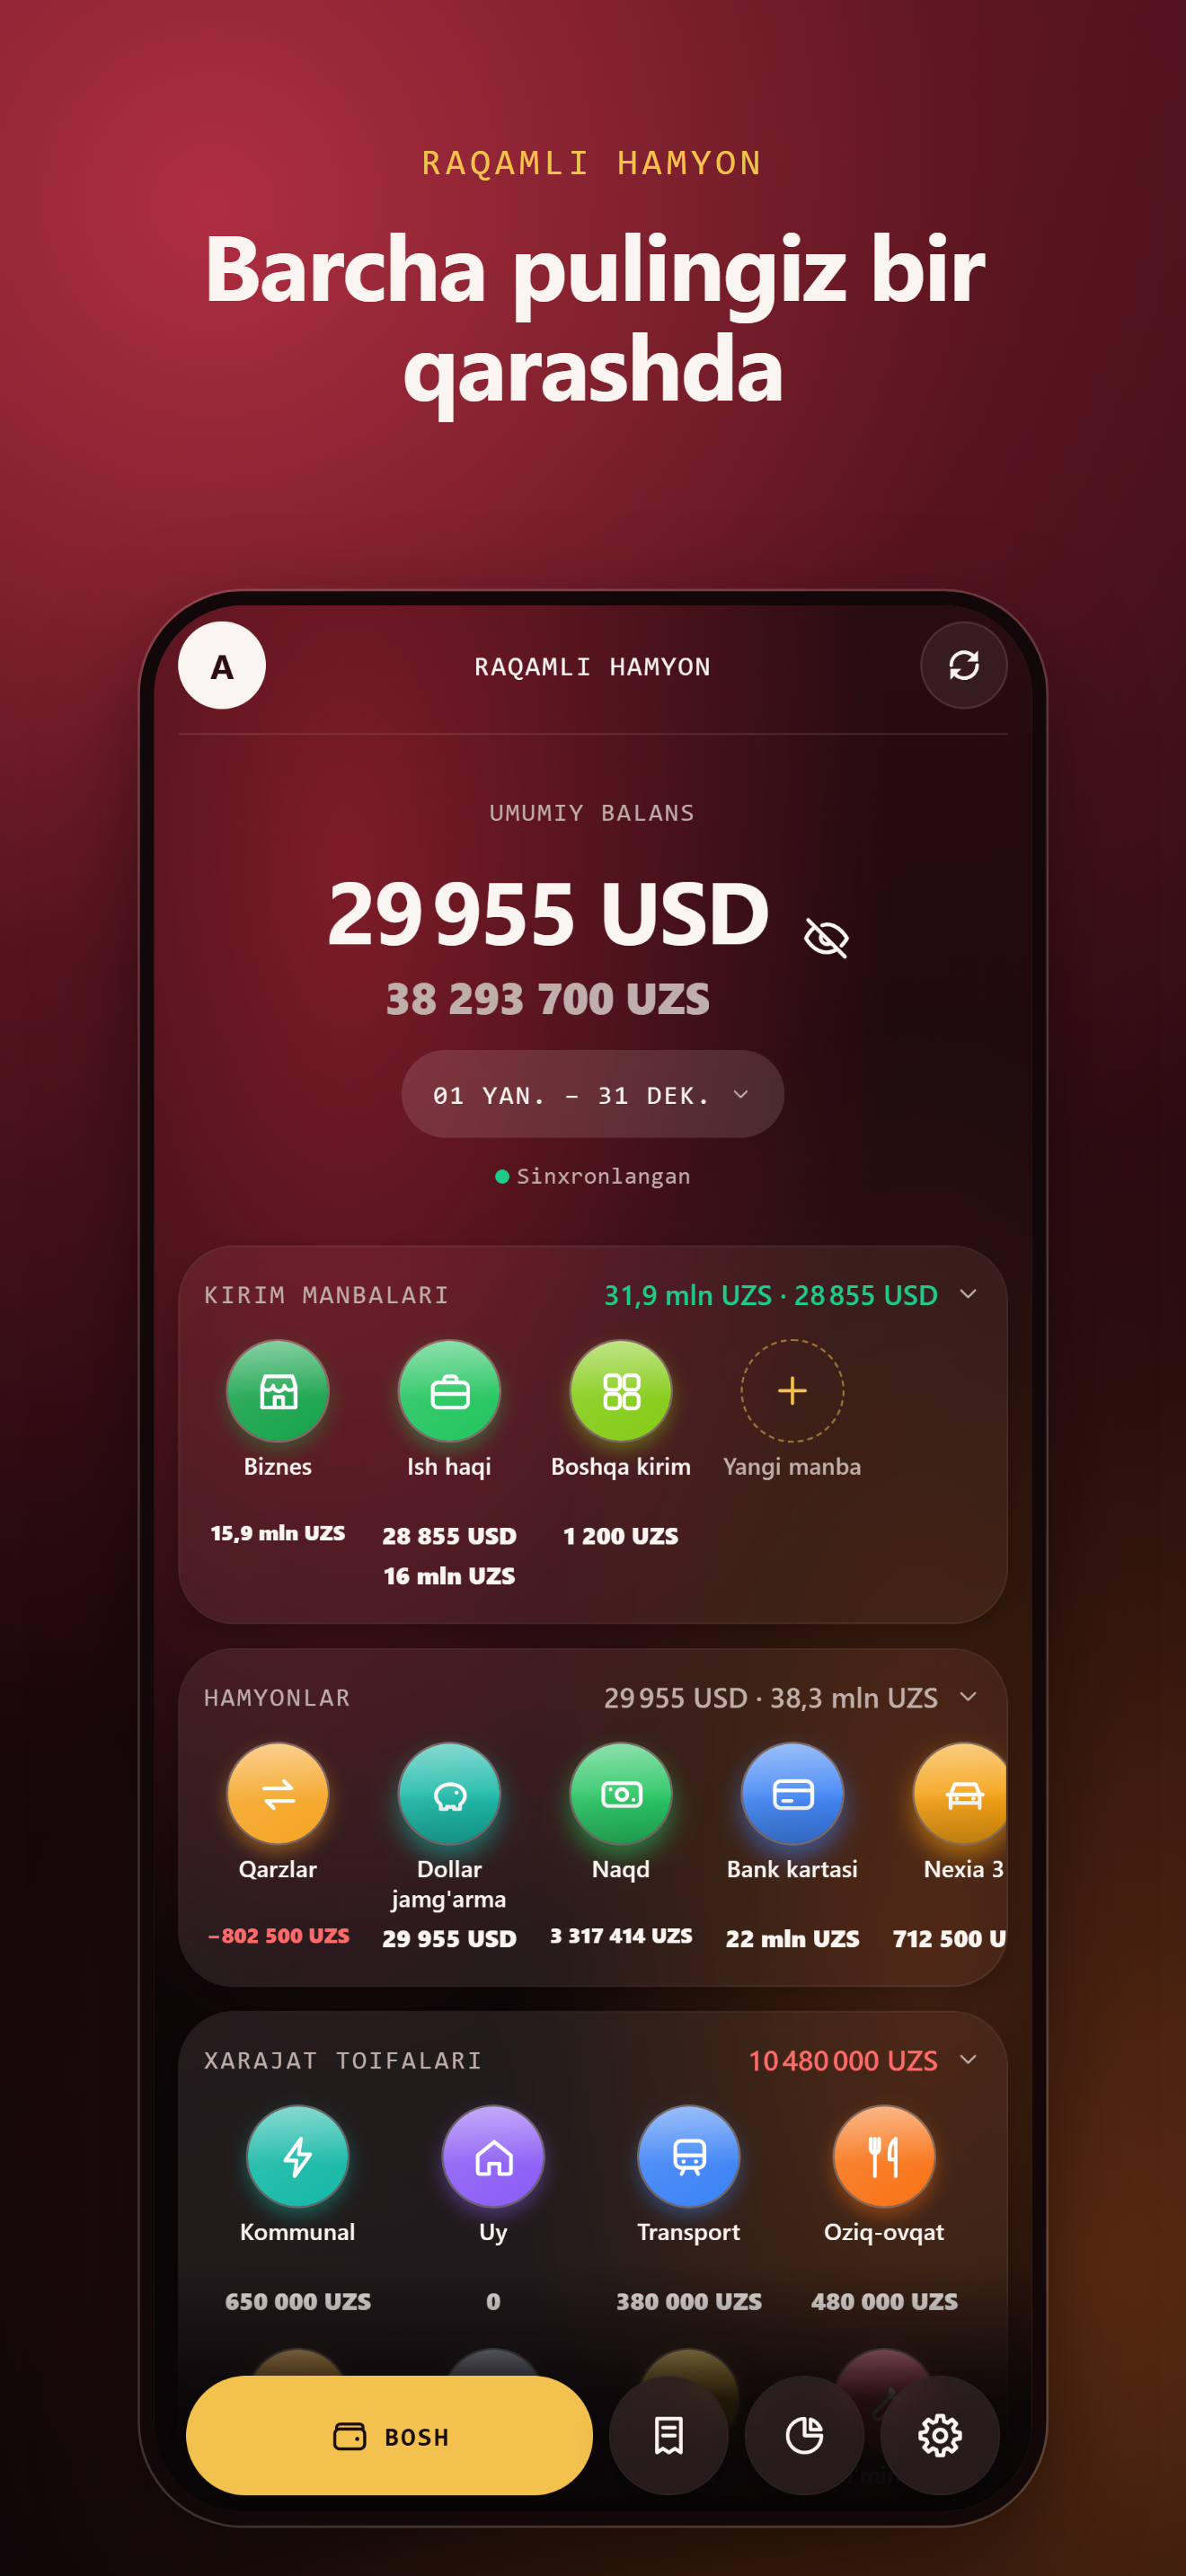 RAQAMLI HAMYON
Barcha pulingiz bir
qarashda
A
RAQAMLI HAMYON
UMUMIY BALANS
29 955 USD
38 293 700 UZS
01 YAN. – 31 DEK.
Sinxronlangan
KIRIM MANBALARI 31,9 mln UZS · 28 855 USD
Biznes Ish haqi Boshqa kirim Yangi manba
15,9 mln UZS 28 855 USD 1 200 UZS
16 mln UZS
HAMYONLAR 29 955 USD · 38,3 mln UZS
Qarzlar Dollar Naqd Bank kartasi Nexia 3
jamg'arma
−802 500 UZS 29 955 USD 3 317 414 UZS 22 mln UZS 712 500 U
XARAJAT TOIFALARI 10 480 000 UZS
Kommunal Uy Transport Oziq-ovqat
650 000 UZS 0 380 000 UZS 480 000 UZS
BOSH